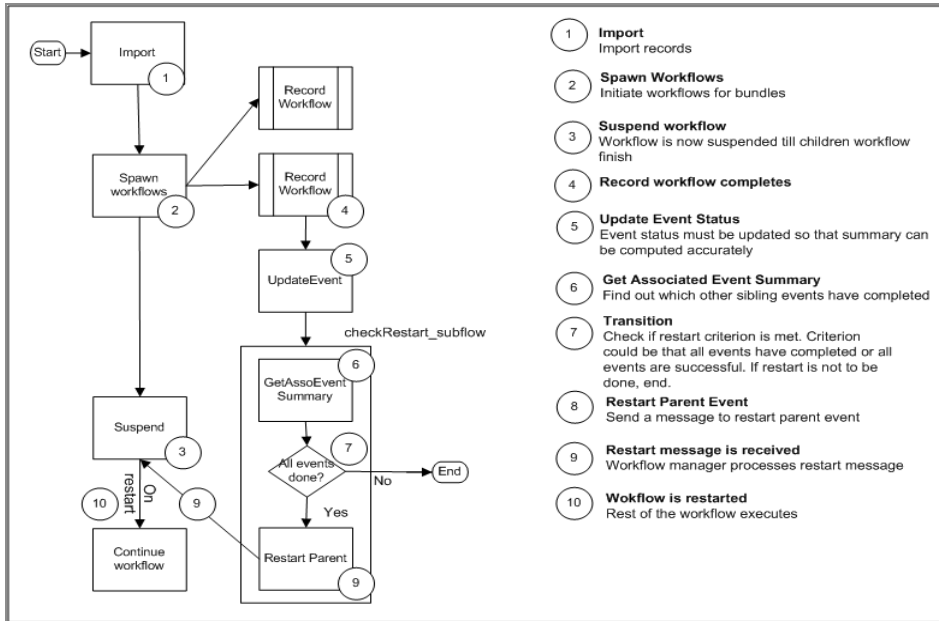 Start
Import
1
Record
Workflow
Spawn
workflows
2
Record
Workflow
4
5
UpdateEvent
checkRestart_subflow
6
GetAssoEvent
Summary
Suspend
3
7
All events
done?
No
End
Yes
On
restart
10
9
Continue
workflow
Restart Parent
9
1
Import
Import records
2
Spawn Workflows
Initiate workflows for bundles
3
Suspend workflow
Workflow is now suspended till children workflow
finish
4
Record workflow completes
5
Update Event Status
Event status must be updated so that summary can
be computed accurately
6
Get Associated Event Summary
Find out which other sibling events have completed
7
Transition
Check if restart criterion is met. Criterion
could be that all events have completed or all
events are successful. If restart is not to be
done, end.
8
Restart Parent Event
Send a message to restart parent event
9
Restart message is received
Workflow manager processes restart message
10
Wokflow is restarted
Rest of the workflow executes